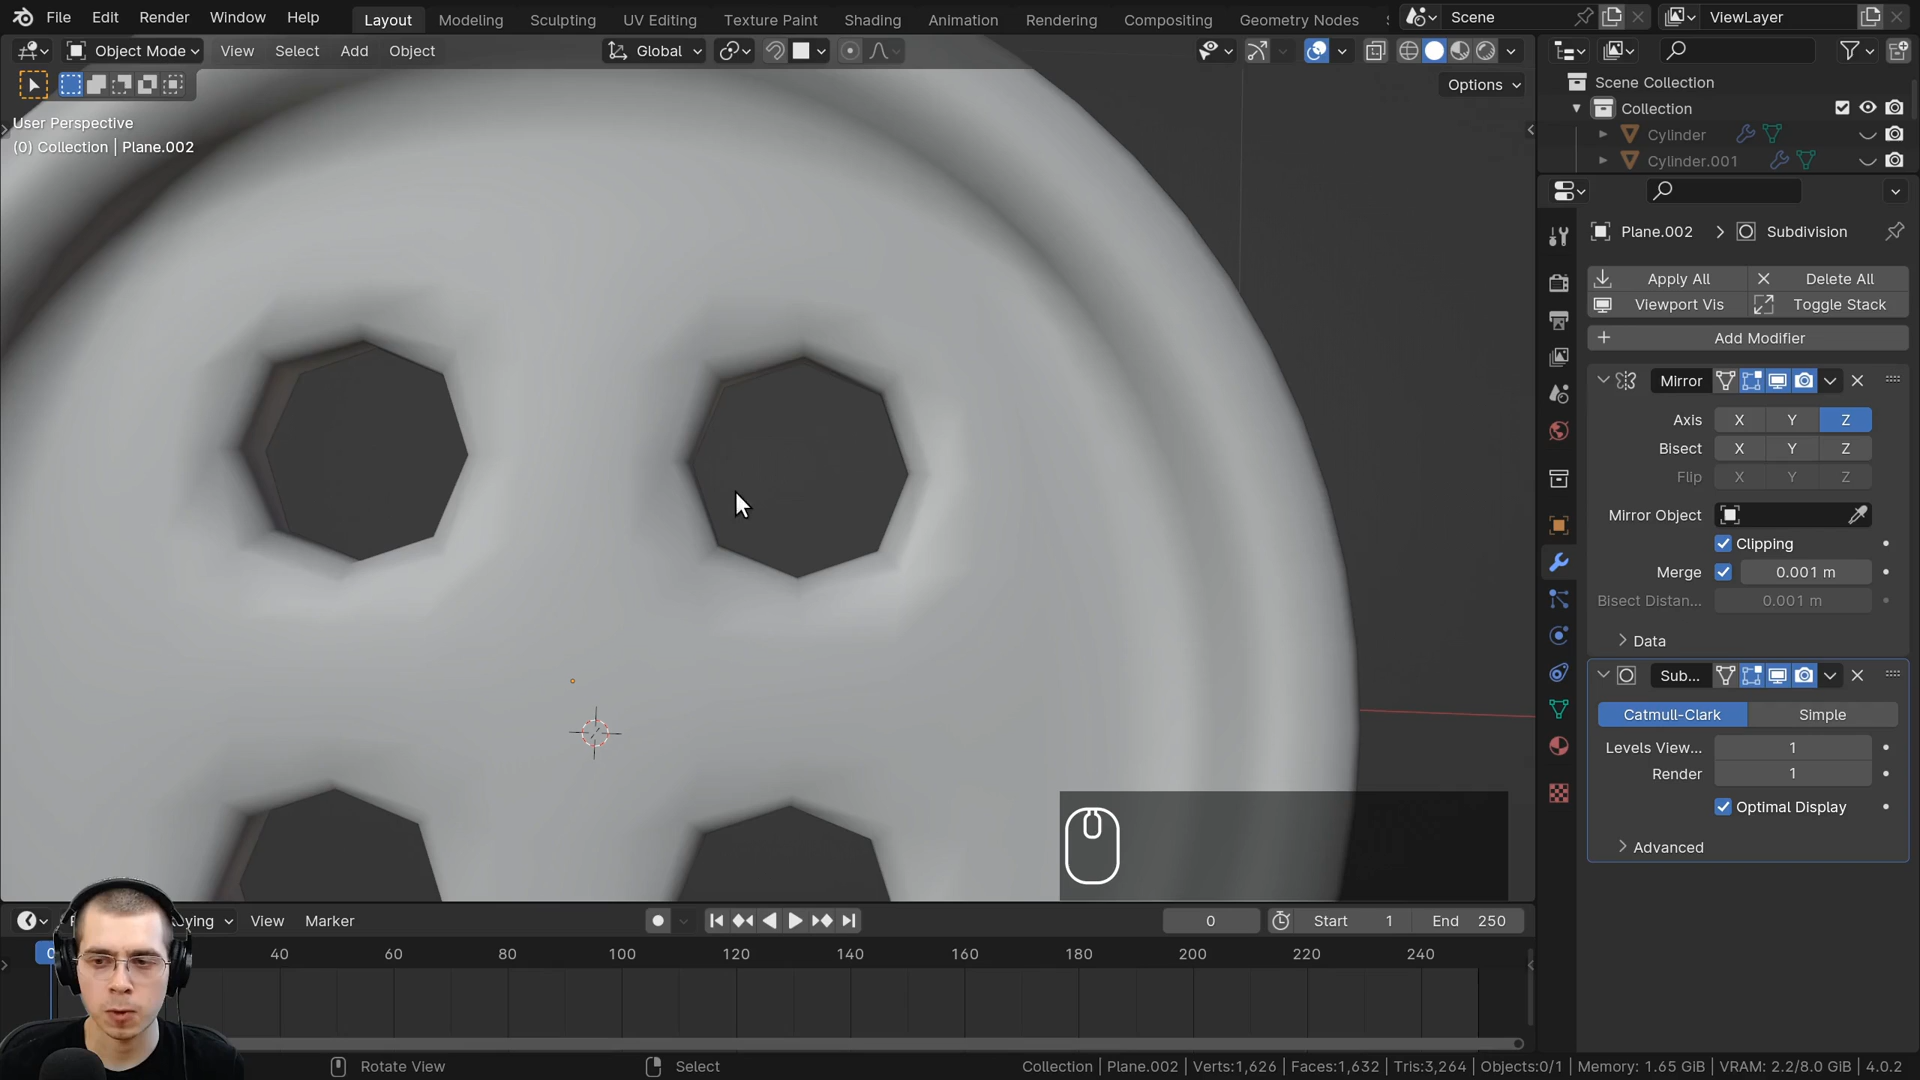 File Edit Render Window Help Layout Modeling Sculpting UV Editing Texture Paint Shading Animation Rendering Compositing Geometry Nodes Scene ViewLayer
Object Mode View Select Add Object Global
Options
User Perspective
(0) Collection | Plane.002
Scene Collection
Collection
Cylinder
Cylinder.001
Plane.002 Subdivision
Apply All Delete All
Viewport Vis Toggle Stack
Add Modifier
Mirror
Axis X Y Z
Bisect X Y Z
Flip X Y Z
Mirror Object
Clipping
Merge 0.001 m
Bisect Distan... 0.001 m
Data
Sub...
Catmull-Clark Simple
Levels View... 1
Render 1
Optimal Display
Advanced
View Marker 0 Start 1 End 250
0 40 60 80 100 120 140 160 180 200 220 240
Rotate View Select Collection | Plane.002 | Verts:1,626 | Faces:1,632 | Tris:3,264 | Objects:0/1 | Memory: 1.65 GiB | VRAM: 2.2/8.0 GiB | 4.0.2